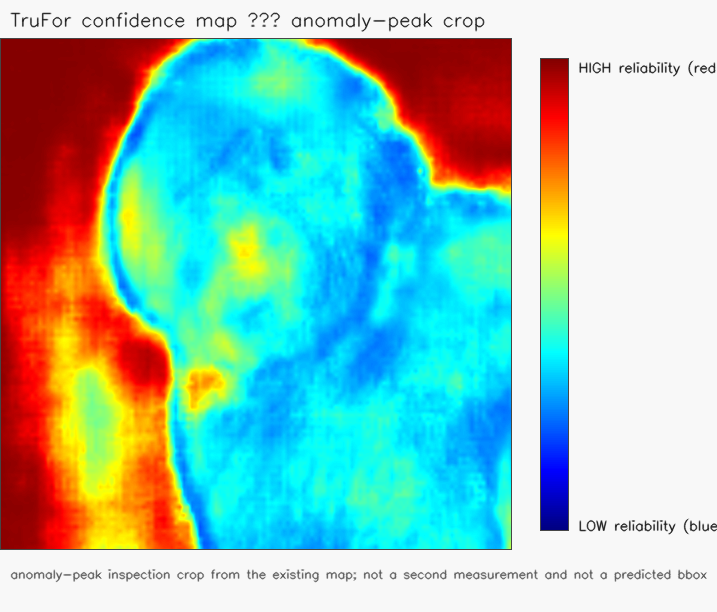 TruFor confidence map ??? anomaly-peak crop
HIGH reliability (red
LOW reliability (blue
anomaly-peak inspection crop from the existing map; not a second measurement and not a predicted bbox